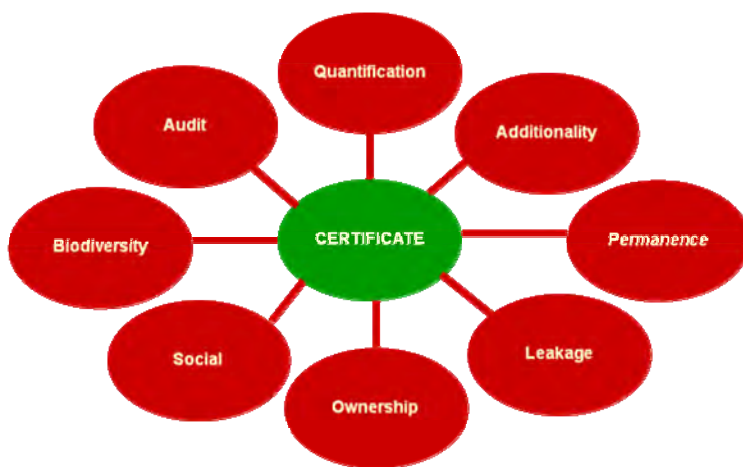 Quantification
Audit
Additionality
Biodiversity
CERTIFICATE
Permanence
Social
Leakage
Ownership